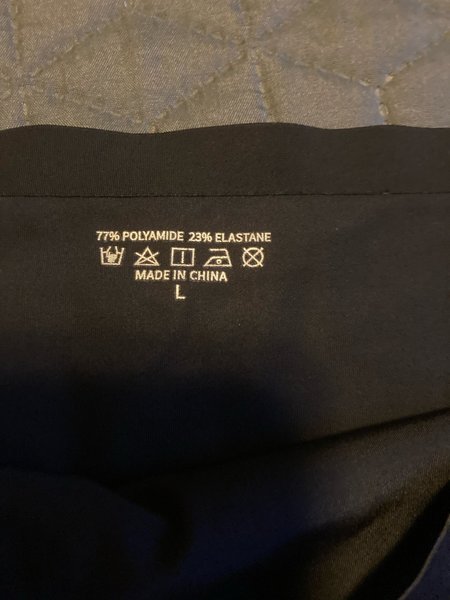 77% POLYAMIDE 23% ELASTANE
MADE IN CHINA
L